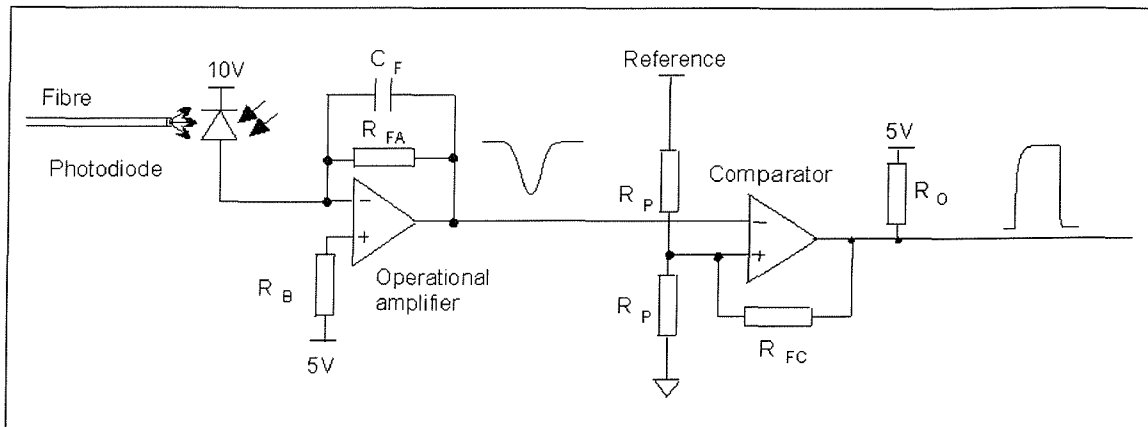 10V
Fibre
Photodiode
C F
R FA
-
+
R B
5V
Operational
amplifier
Reference
R P
R P
Comparator
-
+
R FC
5V
R O